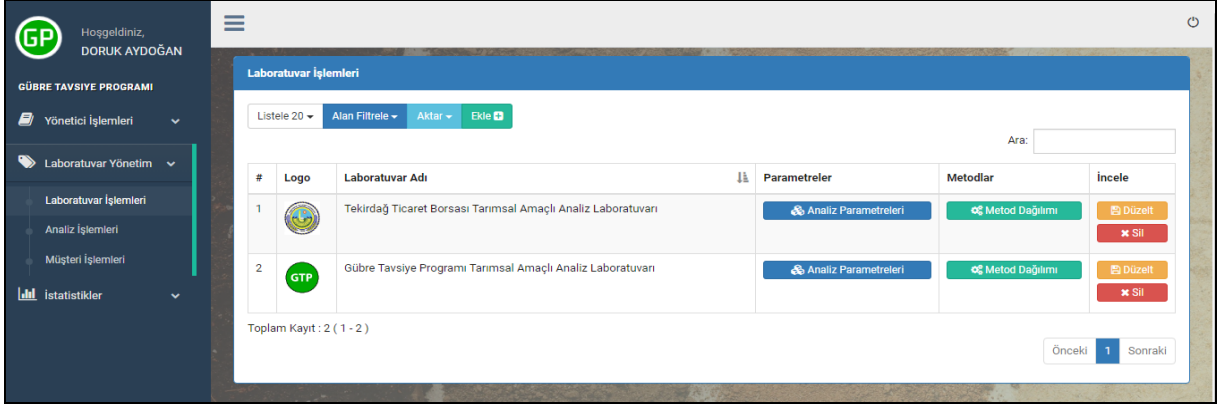 GP
Hoşgeldiniz,
DORUK AYDOĞAN
GÜBRE TAVSIYE PROGRAMI
Yönetici İşlemleri
Laboratuvar Yönetim
Laboratuvar İşlemleri
Analiz İşlemleri
Müşteri İşlemleri
İstatistikler
Laboratuvar İşlemleri
Listele 20 Alan Filtrele Aktar Ekle
Ara:
# Logo Laboratuvar Adı Parametreler Metodlar İncele
1 Tekirdağ Ticaret Borsası Tarımsal Amaçlı Analiz Laboratuvarı Analiz Parametreleri Metod Dağılımı Düzelt
Sil
2 GTP Gübre Tavsiye Programı Tarımsal Amaçlı Analiz Laboratuvarı Analiz Parametreleri Metod Dağılımı Düzelt
Sil
Toplam Kayıt : 2 ( 1 - 2 )
Önceki 1 Sonraki